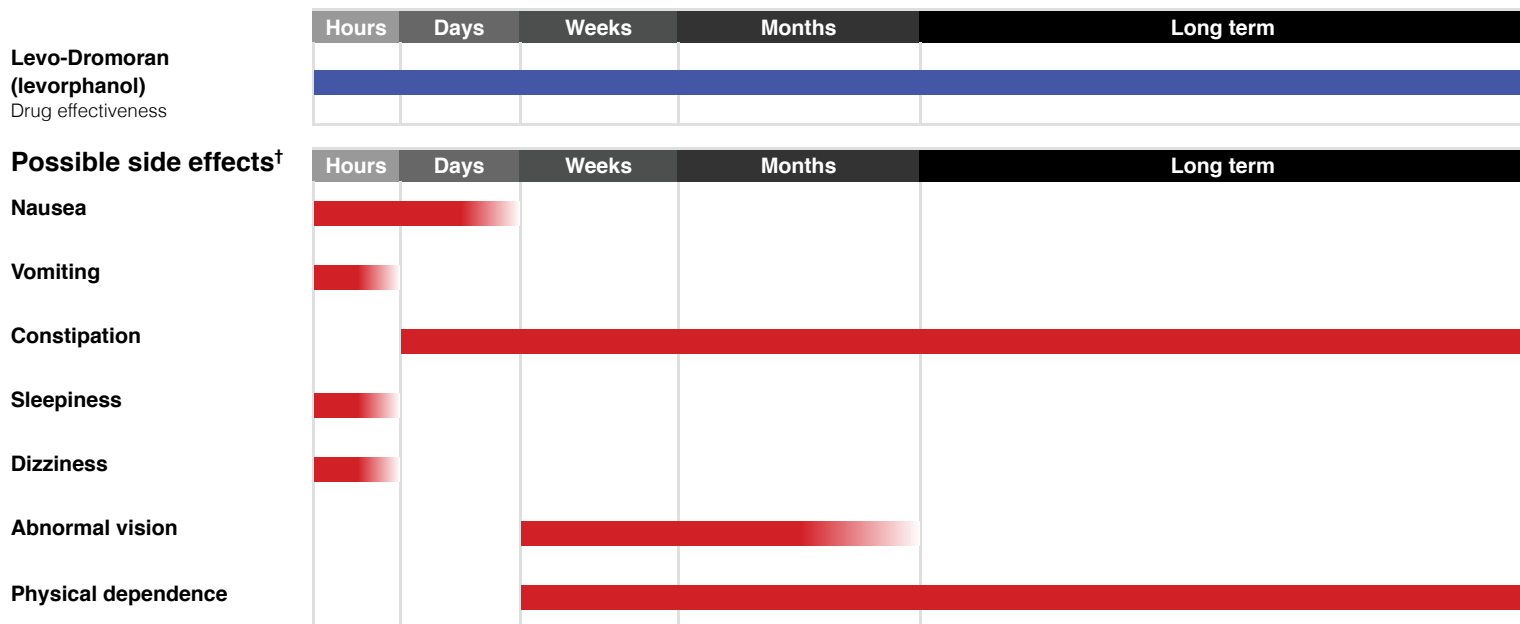 Hours Days Weeks Months Long term
Levo-Dromoran
(levorphanol)
Drug effectiveness
Possible side effects†
Hours Days Weeks Months Long term
Nausea
Vomiting
Constipation
Sleepiness
Dizziness
Abnormal vision
Physical dependence